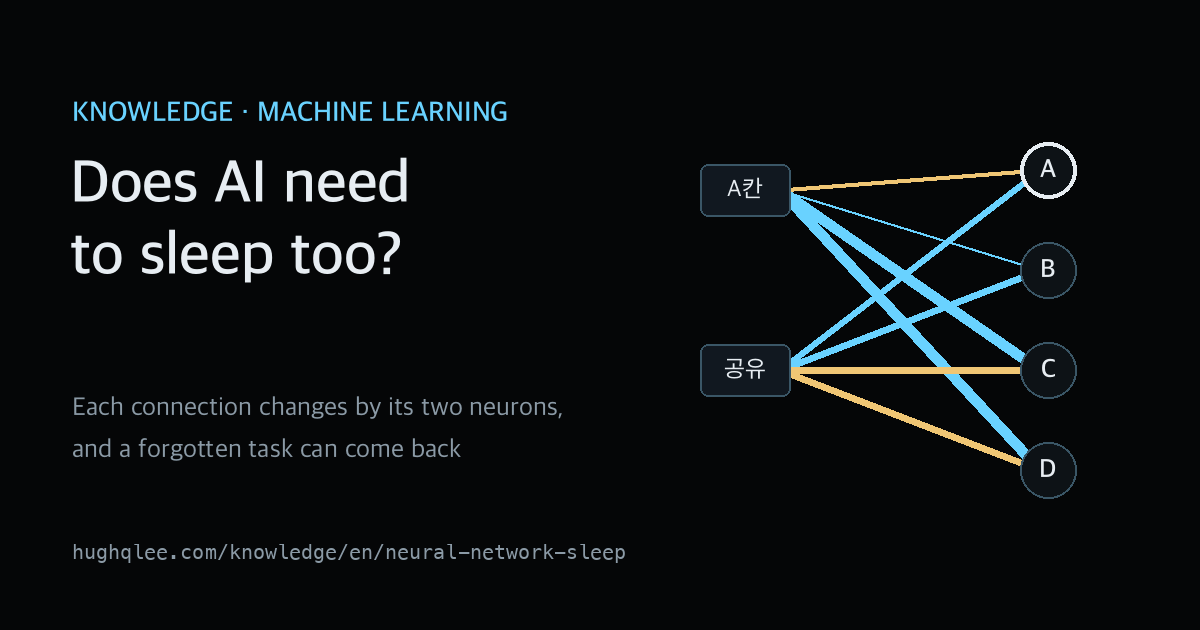 KNOWLEDGE · MACHINE LEARNING
Does AI need
to sleep too?
Each connection changes by its two neurons,
and a forgotten task can come back
hughqlee.com/knowledge/en/neural-network-sleep
A칸
공유
A
B
C
D